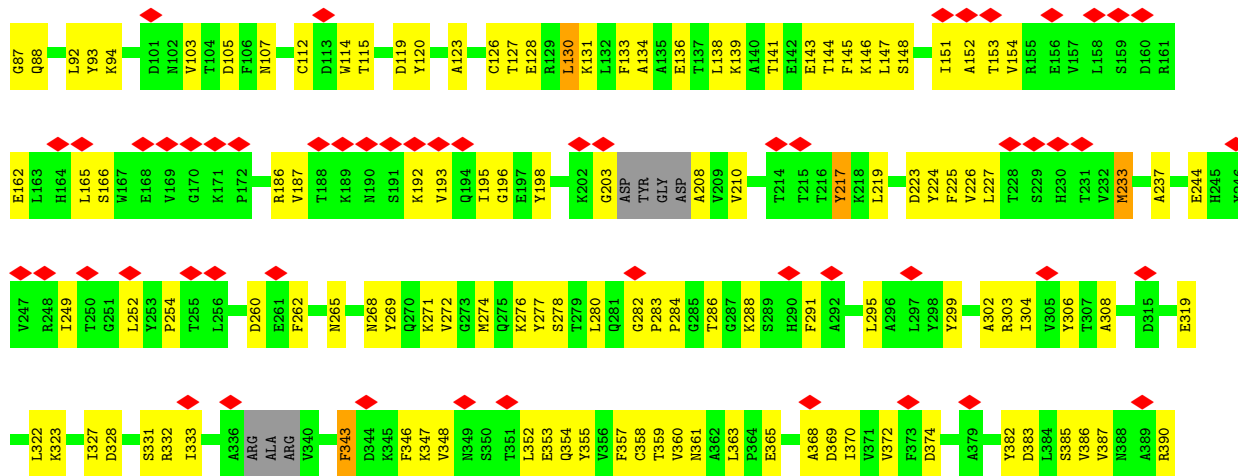 G87 Q88 L92 Y93 K94 D101 N102 V103 T104 D105 F106 N107 C112 D113 W114 T115 D119 Y120 A123 C126 T127 E128 R129 L130 K131 L132 F133 A134 A135 E136 T137 L138 K139 A140 T141 E142 E143 T144 F145 K146 L147 S148 I151 A152 T153 V154 R155 E156 V157 L158 S159 D160 R161
E162 L163 H164 L165 S166 W167 E168 V169 G170 K171 P172 R186 V187 T188 K189 N190 S191 K192 V193 Q194 I195 G196 E197 Y198 K202 G203 ASP TYR GLY ASP A208 V209 V210 T214 T215 T216 Y217 K218 L219 D223 Y224 F225 V226 L227 T228 S229 H230 T231 V232 M233 A237 E244 H245 Y246
V247 R248 I249 T250 G251 L252 Y253 P254 T255 L256 D260 E261 F262 N265 N268 Y269 Q270 K271 V272 G273 M274 Q275 K276 Y277 S278 T279 L280 Q281 G282 P283 P284 G285 T286 G287 K288 S289 H290 F291 A292 L295 A296 L297 Y298 Y299 A302 R303 I304 V305 Y306 T307 A308 D315 E319
L322 K323 I327 D328 S331 R332 I333 A336 ARG ALA ARG V340 F343 D344 K345 F346 K347 V348 N349 S350 T351 L352 E353 Q354 Y355 V356 F357 C358 T359 V360 N361 A362 L363 P364 E365 A368 D369 I370 V371 V372 F373 D374 A379 Y382 D383 L384 S385 V386 V387 N388 A389 R390